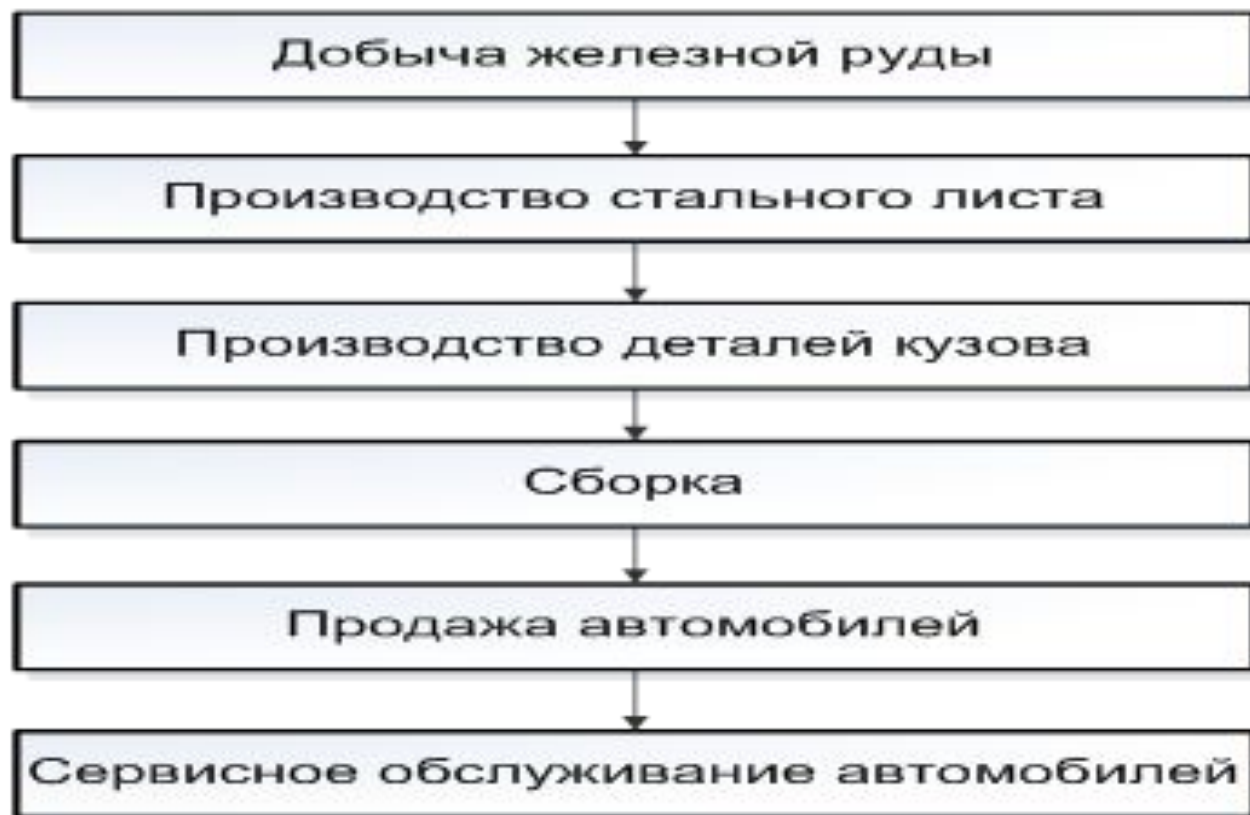 Добыча железной руды
Производство стального листа
Производство деталей кузова
Сборка
Продажа автомобилей
Сервисное обслуживание автомобилей